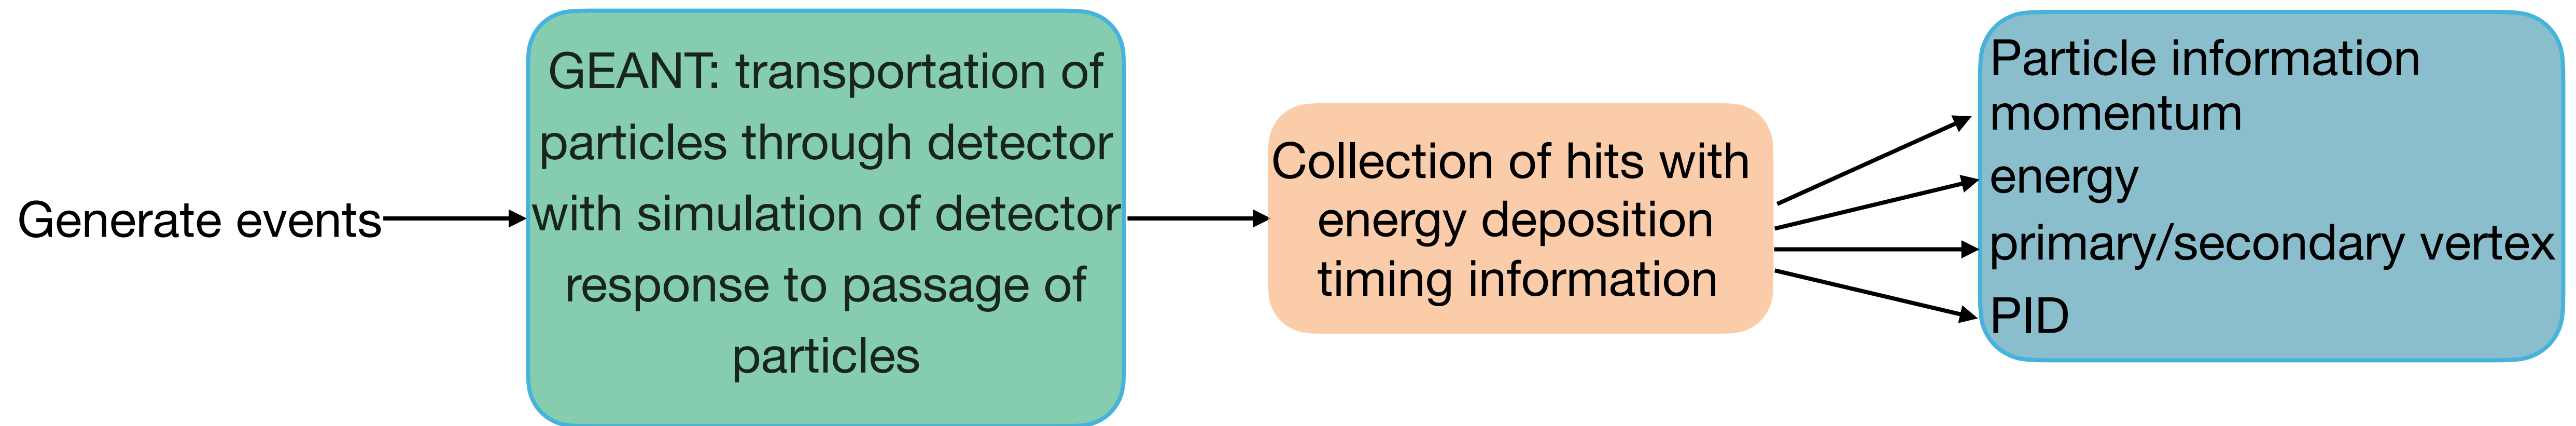 Generate events
GEANT: transportation of
particles through detector
with simulation of detector
response to passage of
particles
Collection of hits with
energy deposition
timing information
Particle information
momentum
energy
primary/secondary vertex
PID